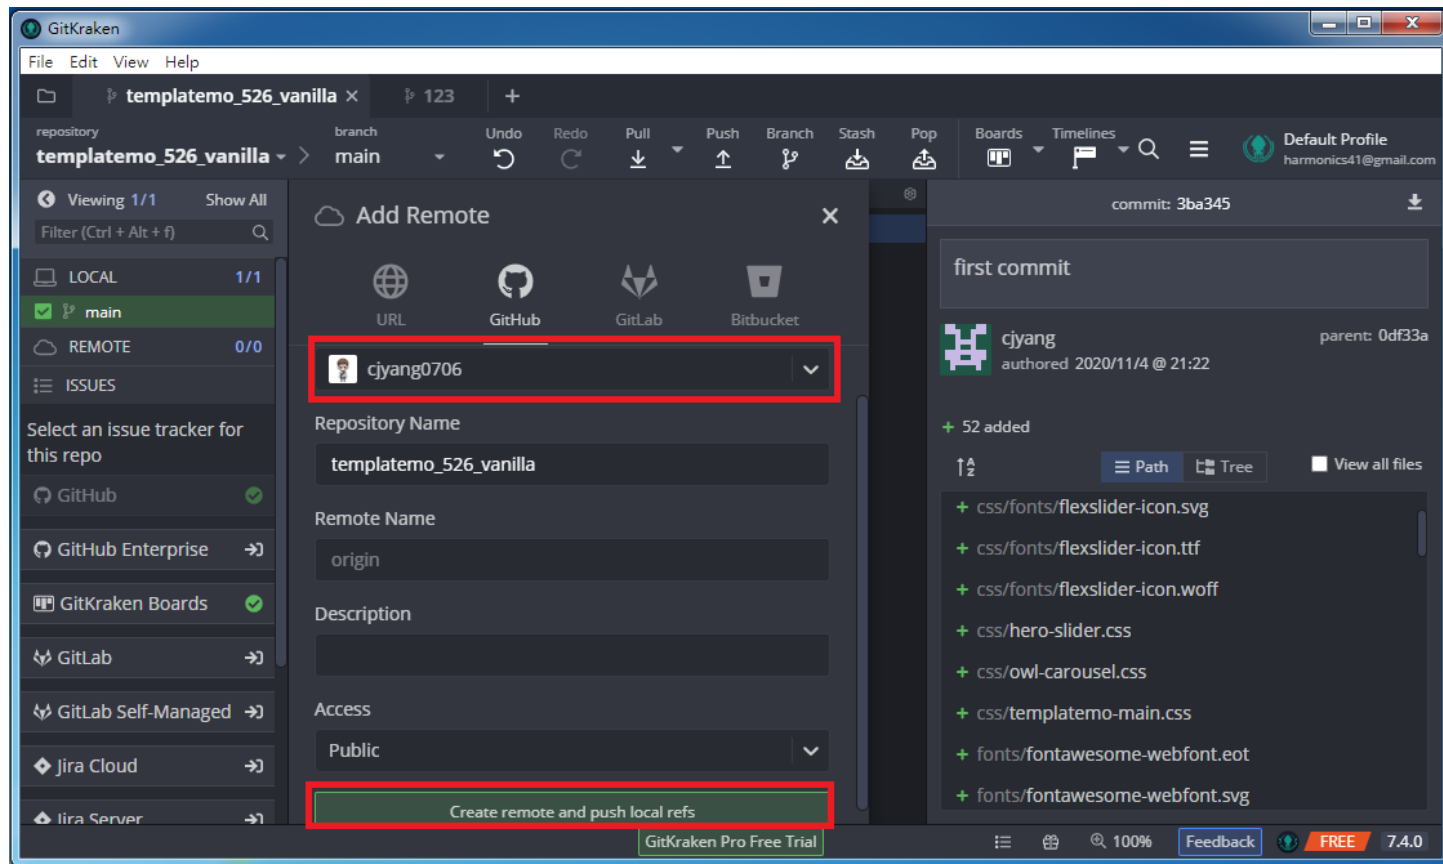 GitKraken
File Edit View Help
templatemo_526_vanilla
123
repository
templatemo_526_vanilla
branch
main
Undo
Redo
Pull
Push
Branch
Stash
Pop
Boards
Timelines
Default Profile
harmonics41@gmail.com
Viewing 1/1 Show All
Filter (Ctrl + Alt + f)
LOCAL 1/1
main
REMOTE 0/0
ISSUES
Select an issue tracker for
this repo
GitHub
GitHub Enterprise
GitKraken Boards
GitLab
GitLab Self-Managed
Jira Cloud
Jira Server
Add Remote
URL
GitHub
GitLab
Bitbucket
cjyang0706
Repository Name
templatemo_526_vanilla
Remote Name
origin
Description
Access
Public
Create remote and push local refs
commit: 3ba345
first commit
cjyang
authored 2020/11/4 @ 21:22
parent: 0df33a
+ 52 added
Path
Tree
View all files
+ css/fonts/flexslider-icon.svg
+ css/fonts/flexslider-icon.ttf
+ css/fonts/flexslider-icon.woff
+ css/hero-slider.css
+ css/owl-carousel.css
+ css/templatemo-main.css
+ fonts/fontawesome-webfont.eot
+ fonts/fontawesome-webfont.svg
GitKraken Pro Free Trial
100%
Feedback
FREE
7.4.0